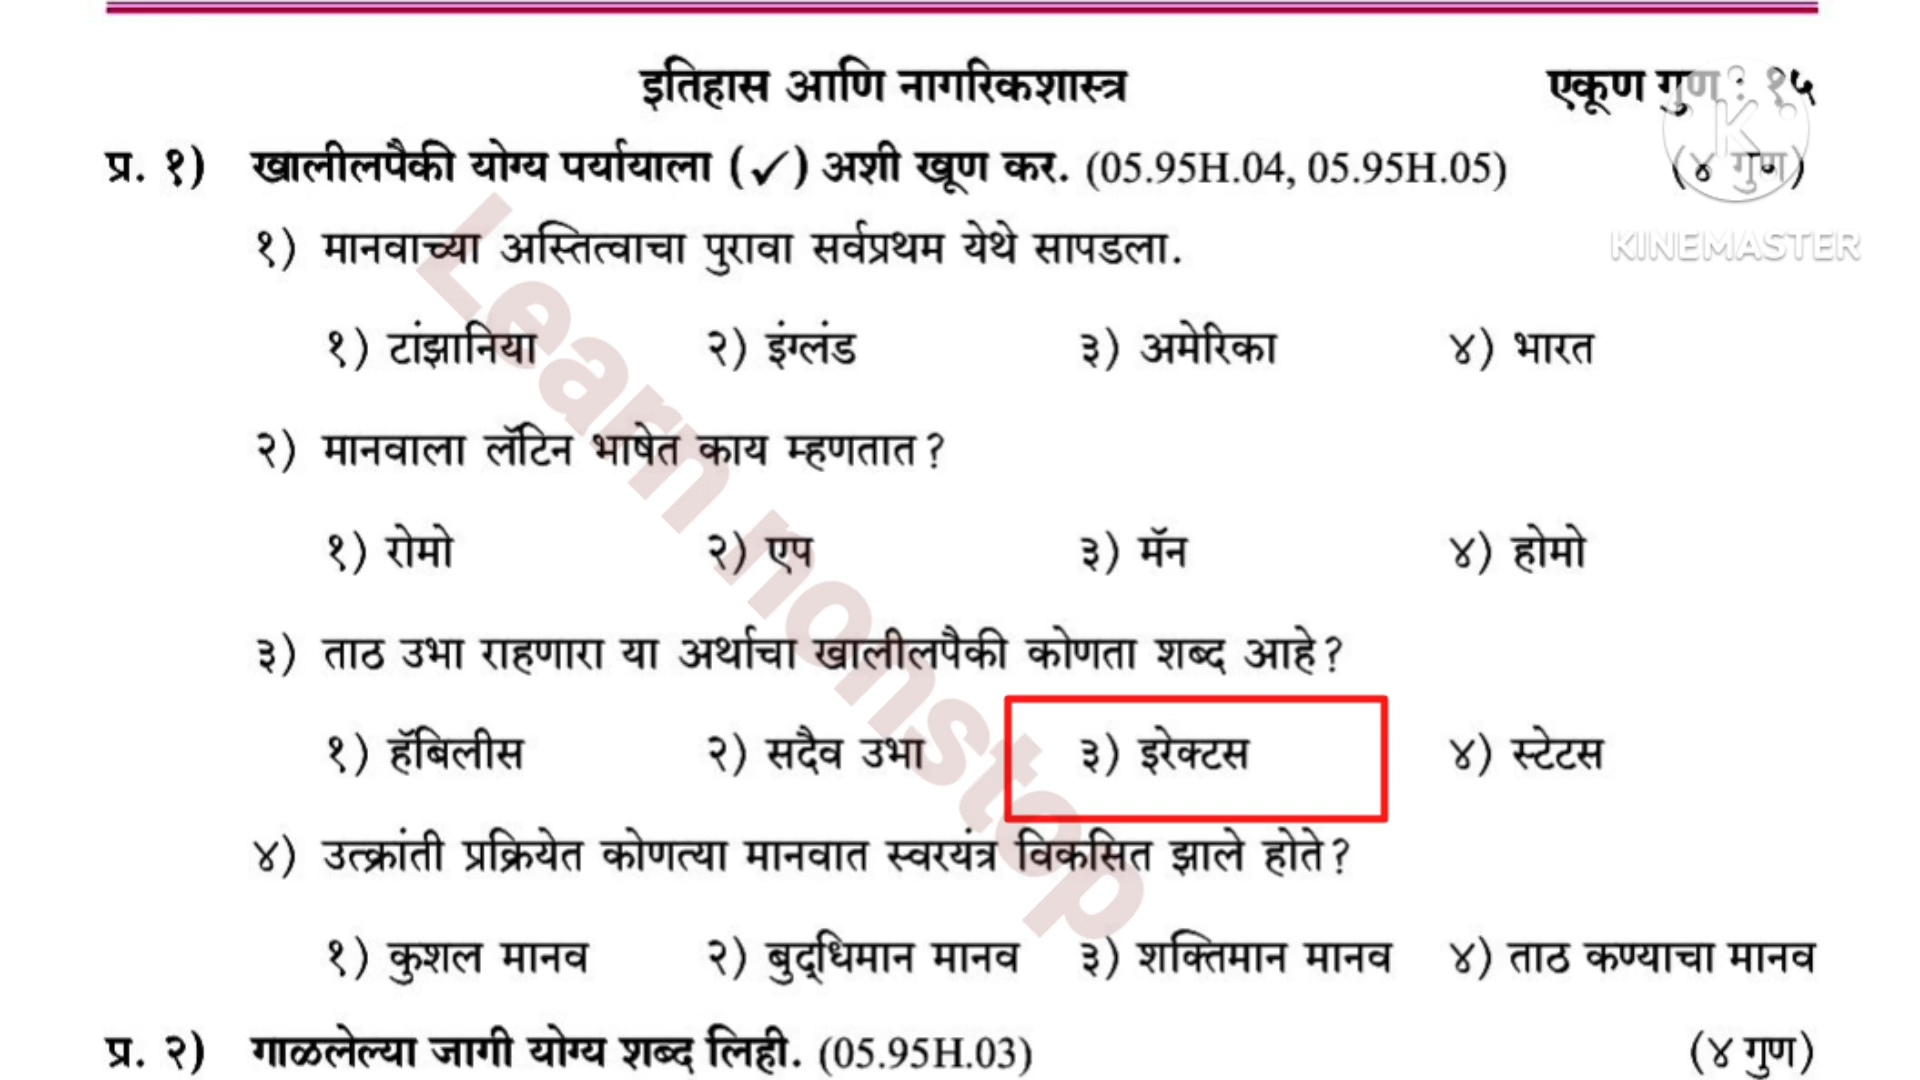 इतिहास आणि नागरिकशास्त्र एकूण गुण : १५
प्र. १) खालीलपैकी योग्य पर्यायाला (✓) अशी खूण कर. (05.95H.04, 05.95H.05) (४ गुण)
K
KINEMASTER
१) मानवाच्या अस्तित्वाचा पुरावा सर्वप्रथम येथे सापडला.
१) टांझानिया २) इंग्लंड ३) अमेरिका ४) भारत
२) मानवाला लॅटिन भाषेत काय म्हणतात?
१) रोमो २) एप ३) मॅन ४) होमो
३) ताठ उभा राहणारा या अर्थाचा खालीलपैकी कोणता शब्द आहे?
१) हॅबिलीस २) सदैव उभा ३) इरेक्टस ४) स्टेटस
४) उत्क्रांती प्रक्रियेत कोणत्या मानवात स्वरयंत्र विकसित झाले होते?
१) कुशल मानव २) बुद्‌धिमान मानव ३) शक्तिमान मानव ४) ताठ कण्याचा मानव
प्र. २) गाळलेल्या जागी योग्य शब्द लिही. (05.95H.03) (४ गुण)
Learn nonstop